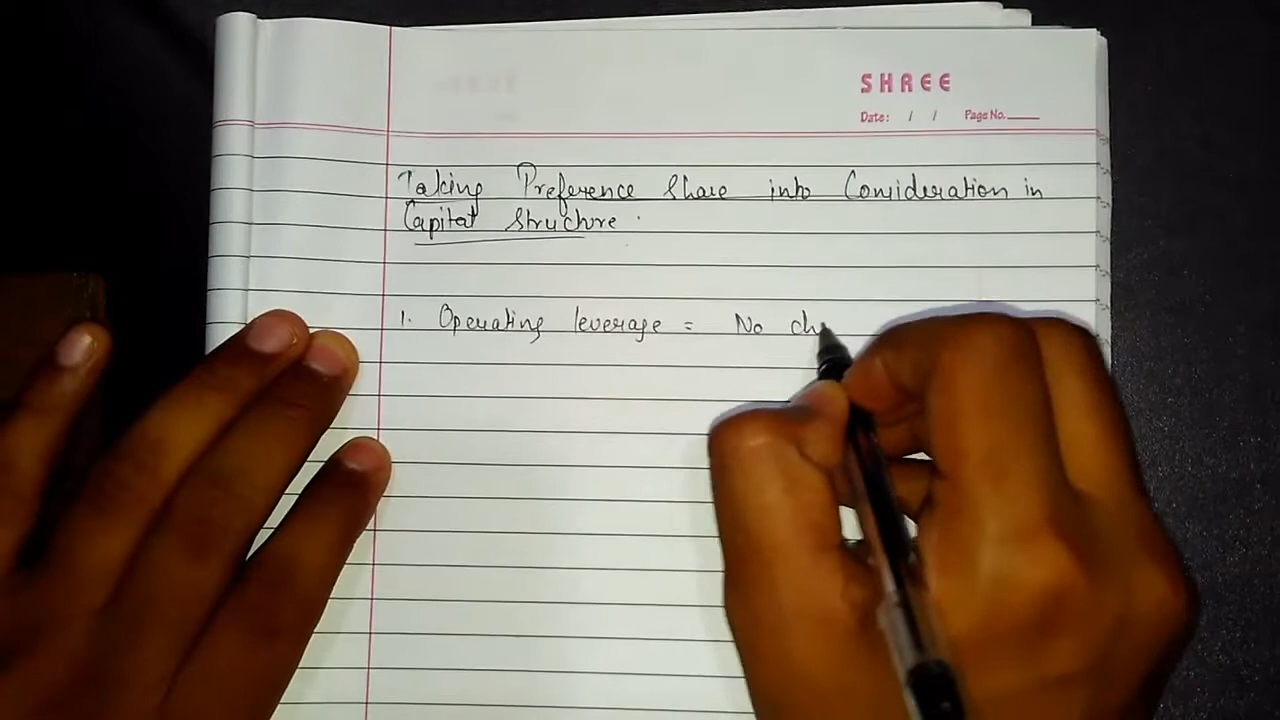 SHREE
Date: / / Page No.
Taking Preference Share into Consideration in
Capital Structure.
1. Operating leverage = No ch